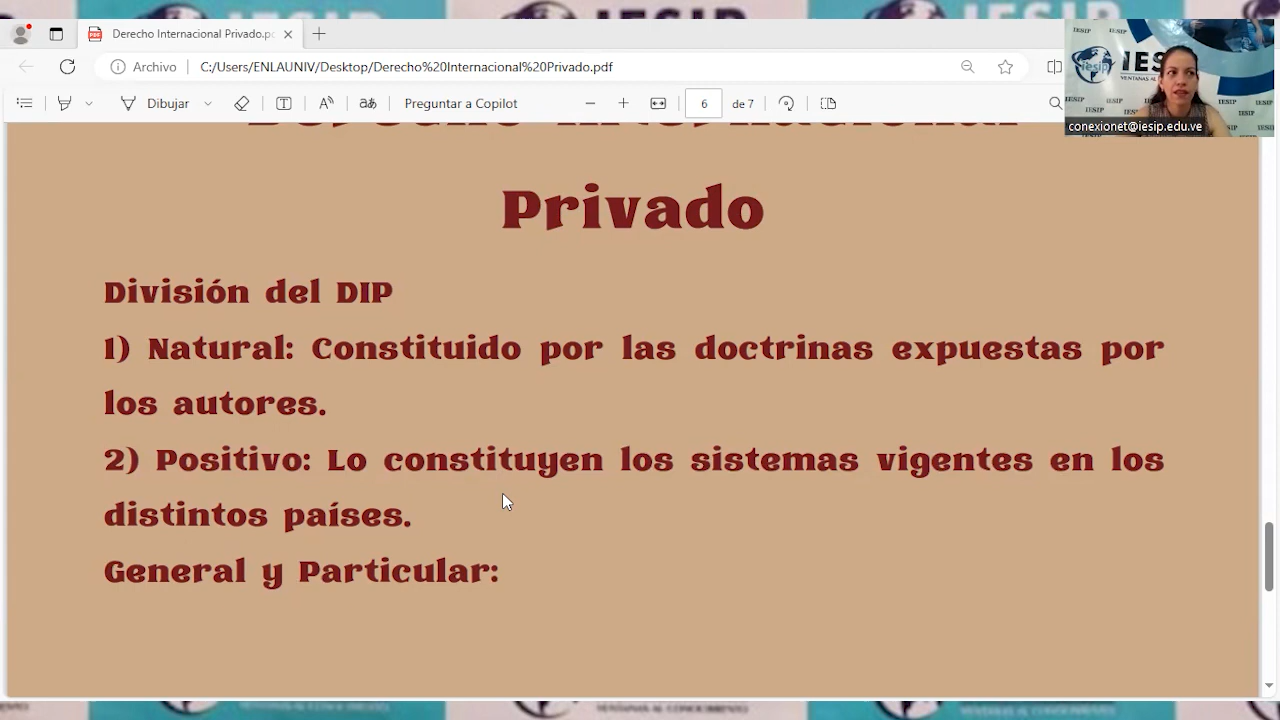 Derecho Internacional Privado.pc
Archivo
C:/Users/ENLAUNIV/Desktop/Derecho%20Internacional%20Privado.pdf
Dibujar
Preguntar a Copilot
6
de 7
IESIP
conexionet@iesip.edu.ve
Privado
División del DIP
1) Natural: Constituido por las doctrinas expuestas por
los autores.
2) Positivo: Lo constituyen los sistemas vigentes en los
distintos países.
General y Particular: